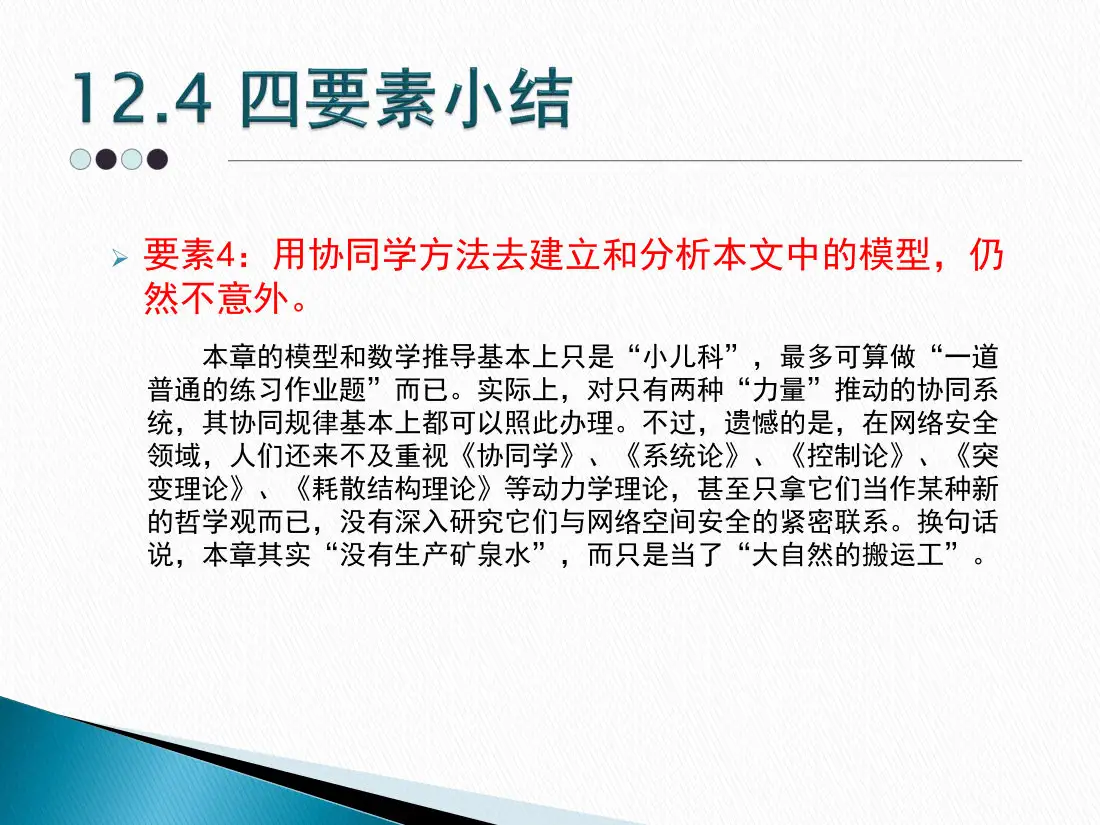 12.4 四要素小结
要素4：用协同学方法去建立和分析本文中的模型，仍
然不意外。
本章的模型和数学推导基本上只是“小儿科”，最多可算做“一道
普通的练习作业题”而已。实际上，对只有两种“力量”推动的协同系
统，其协同规律基本上都可以照此办理。不过，遗憾的是，在网络安全
领域，人们还来不及重视《协同学》、《系统论》、《控制论》、《突
变理论》、《耗散结构理论》等动力学理论，甚至只拿它们当作某种新
的哲学观而已，没有深入研究它们与网络空间安全的紧密联系。换句话
说，本章其实“没有生产矿泉水”，而只是当了“大自然的搬运工”。